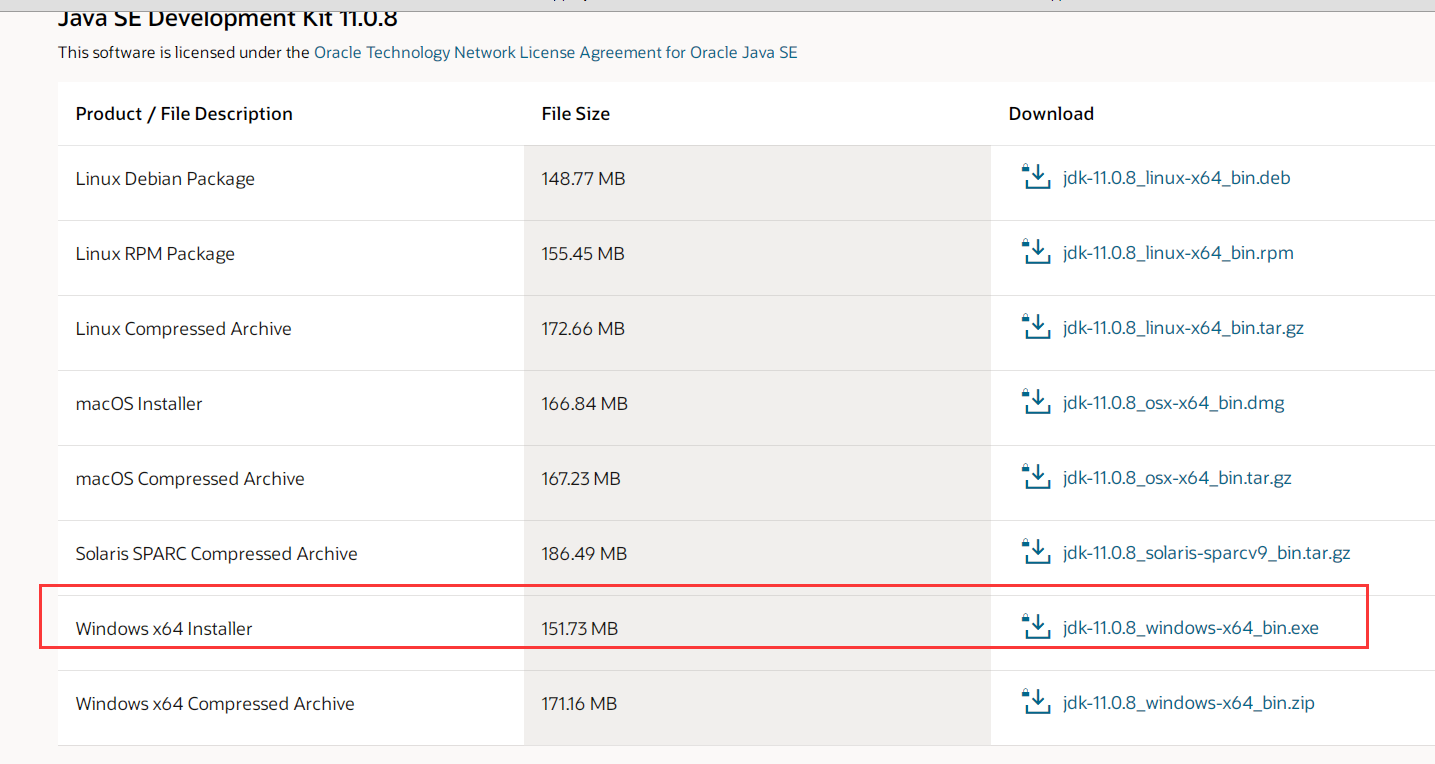 Java SE Development Kit 11.0.8
This software is licensed under the Oracle Technology Network License Agreement for Oracle Java SE
Product / File Description File Size Download
Linux Debian Package 148.77 MB jdk-11.0.8_linux-x64_bin.deb
Linux RPM Package 155.45 MB jdk-11.0.8_linux-x64_bin.rpm
Linux Compressed Archive 172.66 MB jdk-11.0.8_linux-x64_bin.tar.gz
macOS Installer 166.84 MB jdk-11.0.8_osx-x64_bin.dmg
macOS Compressed Archive 167.23 MB jdk-11.0.8_osx-x64_bin.tar.gz
Solaris SPARC Compressed Archive 186.49 MB jdk-11.0.8_solaris-sparcv9_bin.tar.gz
Windows x64 Installer 151.73 MB jdk-11.0.8_windows-x64_bin.exe
Windows x64 Compressed Archive 171.16 MB jdk-11.0.8_windows-x64_bin.zip